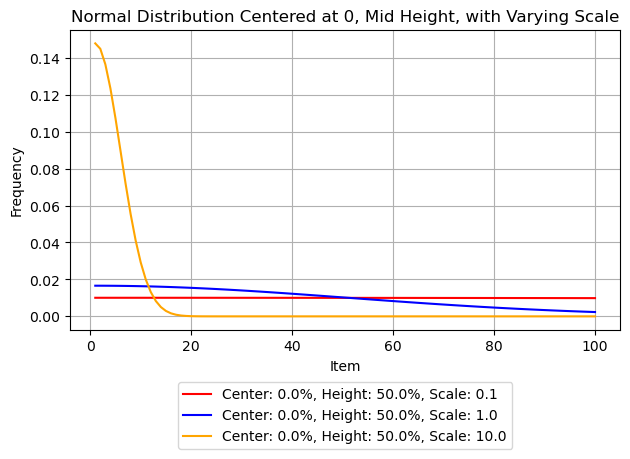 Normal Distribution Centered at 0, Mid Height, with Varying Scale
Frequency
0.14
0.12
0.10
0.08
0.06
0.04
0.02
0.00
0 20 40 60 80 100
Item
Center: 0.0%, Height: 50.0%, Scale: 0.1
Center: 0.0%, Height: 50.0%, Scale: 1.0
Center: 0.0%, Height: 50.0%, Scale: 10.0